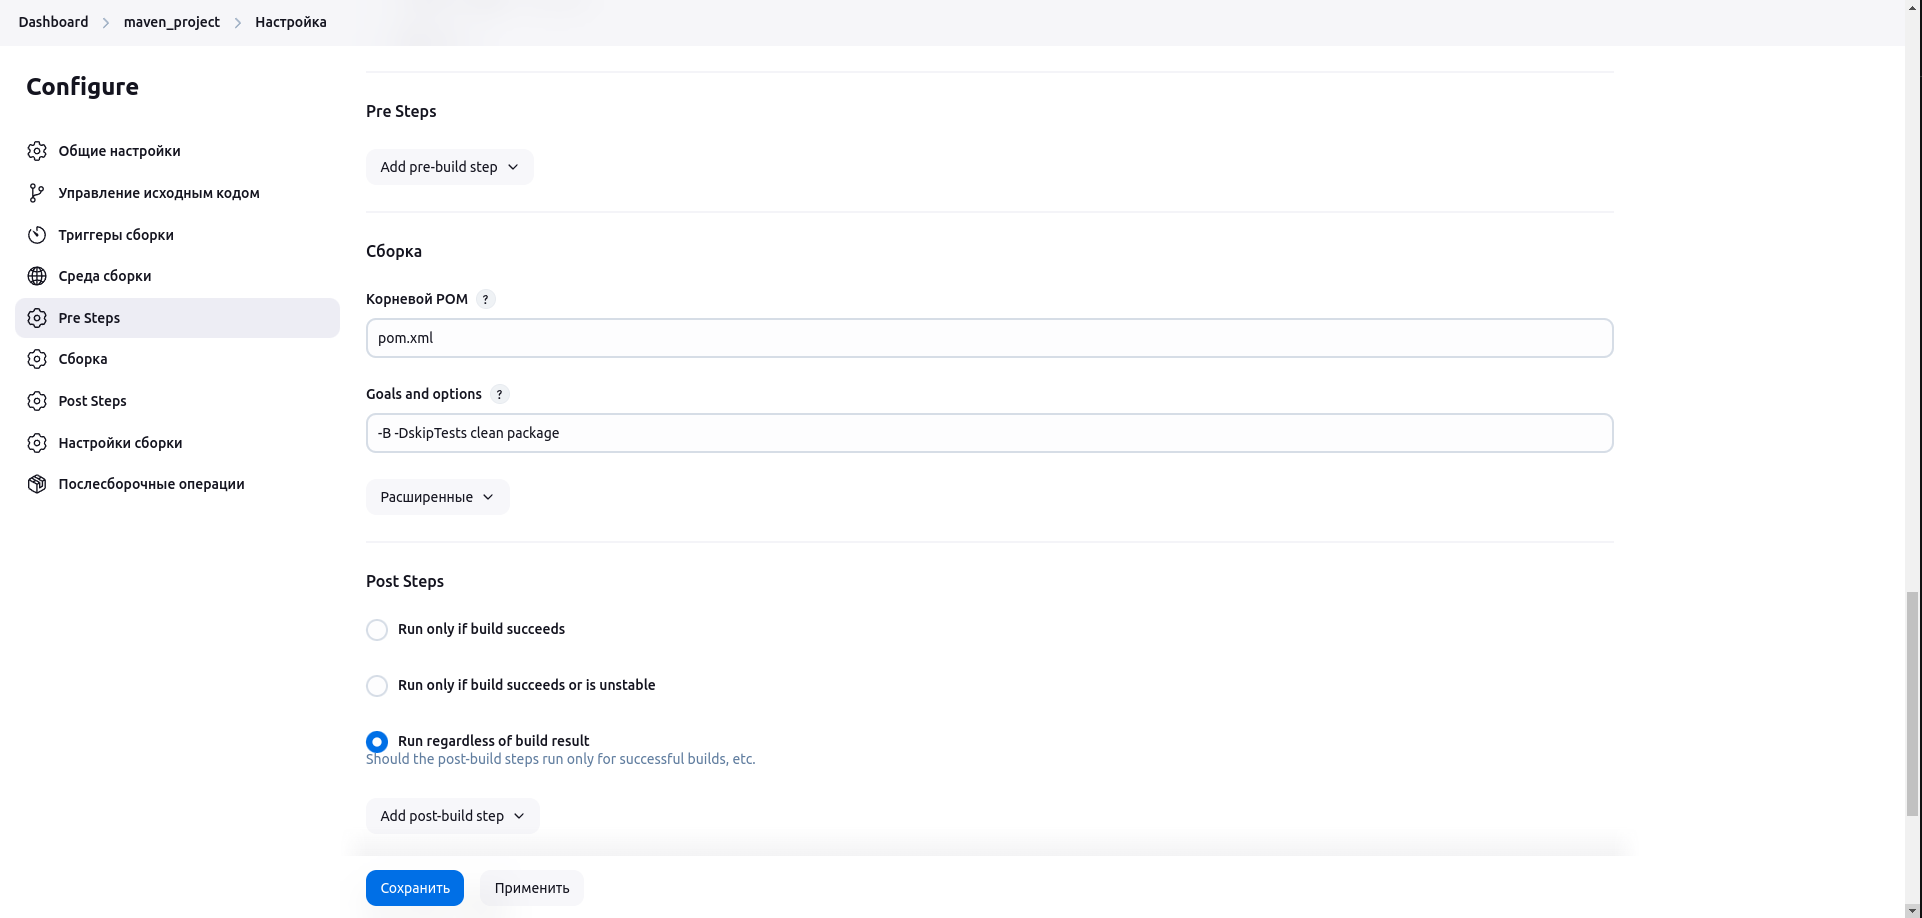 Dashboard > maven_project > Настройка
Configure
Общие настройки
Управление исходным кодом
Триггеры сборки
Среда сборки
Pre Steps
Сборка
Post Steps
Настройки сборки
Послесборочные операции
Pre Steps
Add pre-build step
Сборка
Корневой POM ?
pom.xml
Goals and options ?
-B -DskipTests clean package
Расширенные
Post Steps
Run only if build succeeds
Run only if build succeeds or is unstable
Run regardless of build result
Should the post-build steps run only for successful builds, etc.
Add post-build step
Сохранить Применить